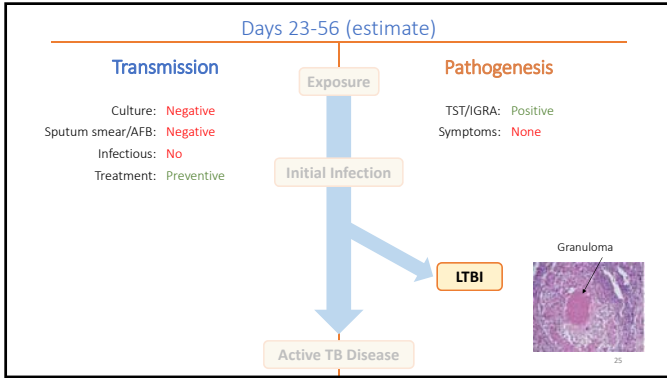 Days 23-56 (estimate)
Transmission
Pathogenesis
Exposure
Culture: Negative
Sputum smear/AFB: Negative
Infectious: No
Treatment: Preventive
TST/IGRA: Positive
Symptoms: None
Initial Infection
Granuloma
LTBI
Active TB Disease
25